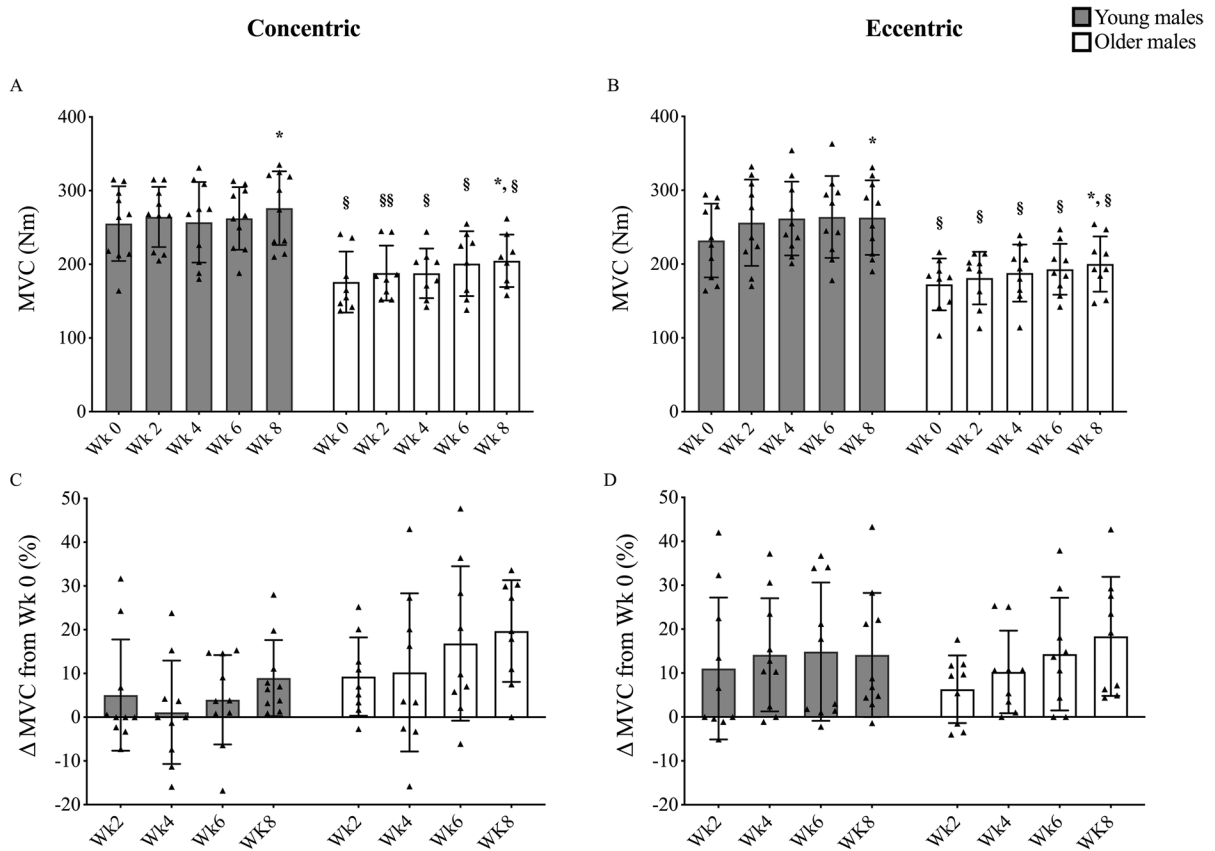 Concentric
Eccentric
Young males
Older males
A
MVC (Nm)
400
300
200
100
0
*
§
§§
§
§
*, §
Wk 0
Wk 2
Wk 4
Wk 6
Wk 8
Wk 0
Wk 2
Wk 4
Wk 6
Wk 8
B
MVC (Nm)
400
300
200
100
0
*
§
§
§
§
*, §
Wk 0
Wk 2
Wk 4
Wk 6
Wk 8
Wk 0
Wk 2
Wk 4
Wk 6
Wk 8
C
Δ MVC from Wk 0 (%)
50
40
30
20
10
0
-10
-20
Wk2
Wk4
Wk6
WK8
Wk2
Wk4
Wk6
WK8
D
Δ MVC from Wk 0 (%)
50
40
30
20
10
0
-10
-20
Wk2
Wk4
Wk6
WK8
Wk2
Wk4
Wk6
WK8